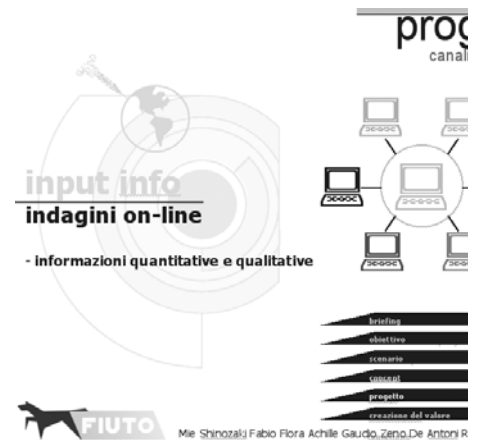 prog
canali
input info
indagini on-line
- informazioni quantitative e qualitative
briefing
obiettivo
scenario
concept
progetto
creazione del valore
FIUTO
Mie Shinozaki Fabio Flora Achille Gaudio Zeno De Antoni R